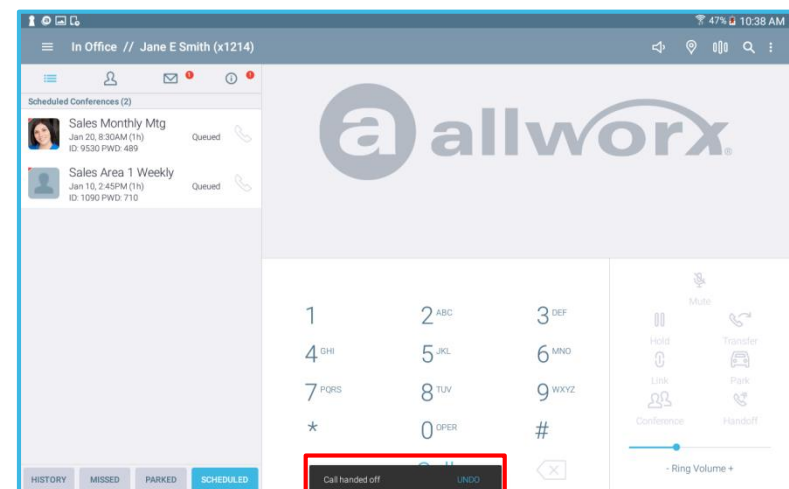 47% 10:38 AM
In Office // Jane E Smith (x1214)
Scheduled Conferences (2)
Sales Monthly Mtg
Jan 20, 8:30AM (1h)
Queued
ID: 9530 PWD: 489
Sales Area 1 Weekly
Jan 10, 2:45PM (1h)
Queued
ID: 1090 PWD: 710
a allworx®
1
2 ABC
3 DEF
4 GHI
5 JKL
6 MNO
7 PQRS
8 TUV
9 WXYZ
*
0 OPER
#
Mute
Hold
Transfer
Link
Park
Conference
Handoff
- Ring Volume +
Call handed off UNDO
HISTORY MISSED PARKED SCHEDULED